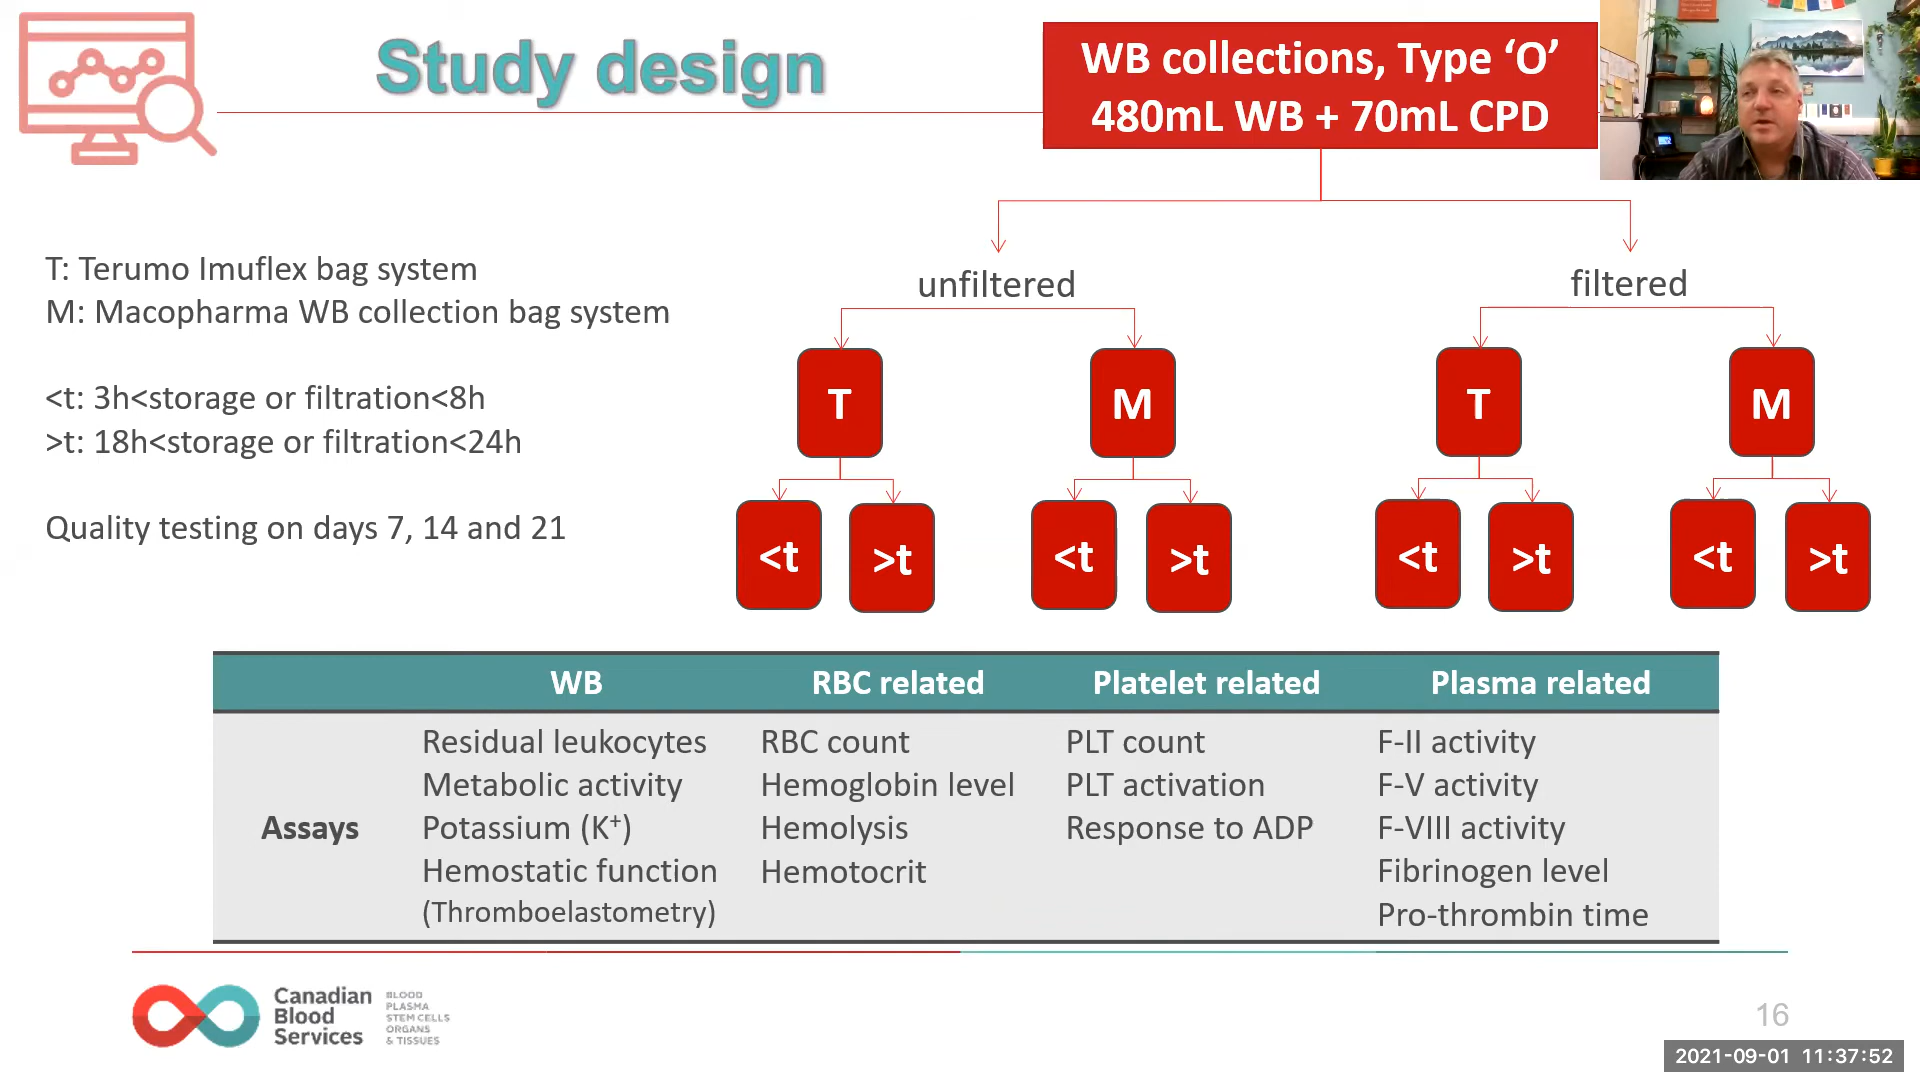 Study design
WB collections, Type ‘O’
480mL WB + 70mL CPD
T: Terumo Imuflex bag system
M: Macopharma WB collection bag system
<t: 3h<storage or filtration<8h
>t: 18h<storage or filtration<24h
Quality testing on days 7, 14 and 21
unfiltered
filtered
T
M
T
M
<t
>t
<t
>t
<t
>t
<t
>t
WB
RBC related
Platelet related
Plasma related
Assays
Residual leukocytes
Metabolic activity
Potassium (K⁺)
Hemostatic function
(Thromboelastometry)
RBC count
Hemoglobin level
Hemolysis
Hemotocrit
PLT count
PLT activation
Response to ADP
F-II activity
F-V activity
F-VIII activity
Fibrinogen level
Pro-thrombin time
Canadian
Blood
Services
BLOOD
PLASMA
STEM CELLS
ORGANS
& TISSUES
16
2021-09-01 11:37:52